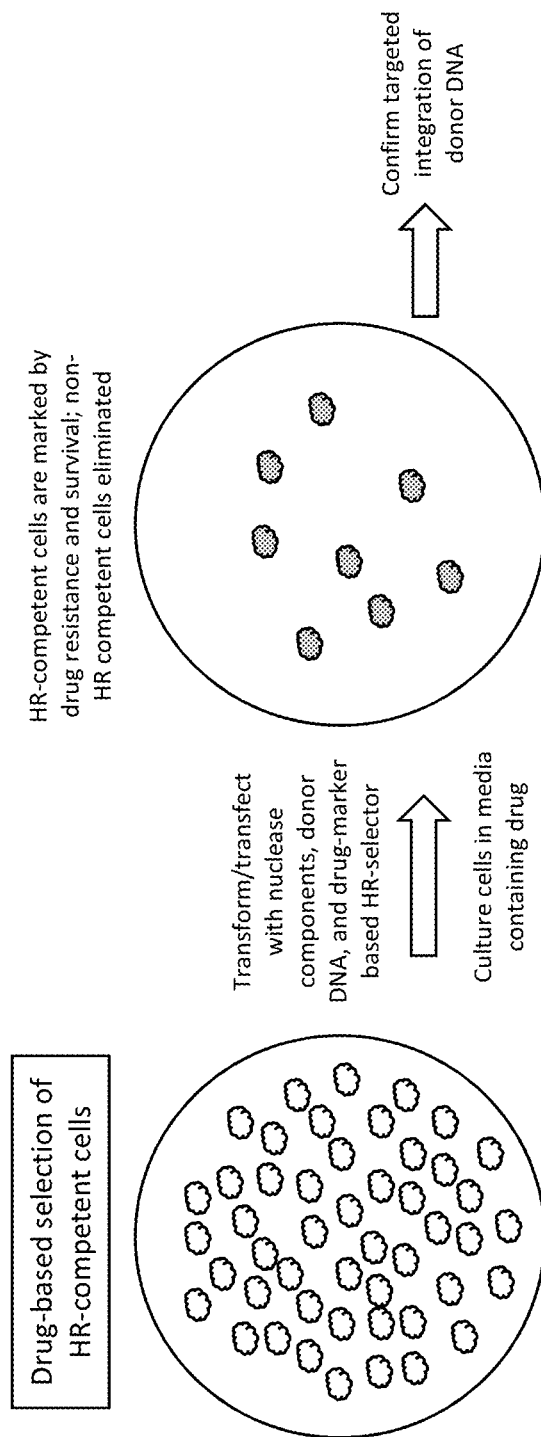 Drug-based selection of
HR-competent cells
Transform/transfect
with nuclease
components, donor
DNA, and drug-marker
based HR-selector
Culture cells in media
containing drug
HR-competent cells are marked by
drug resistance and survival; non-
HR competent cells eliminated
Confirm targeted
integration of
donor DNA